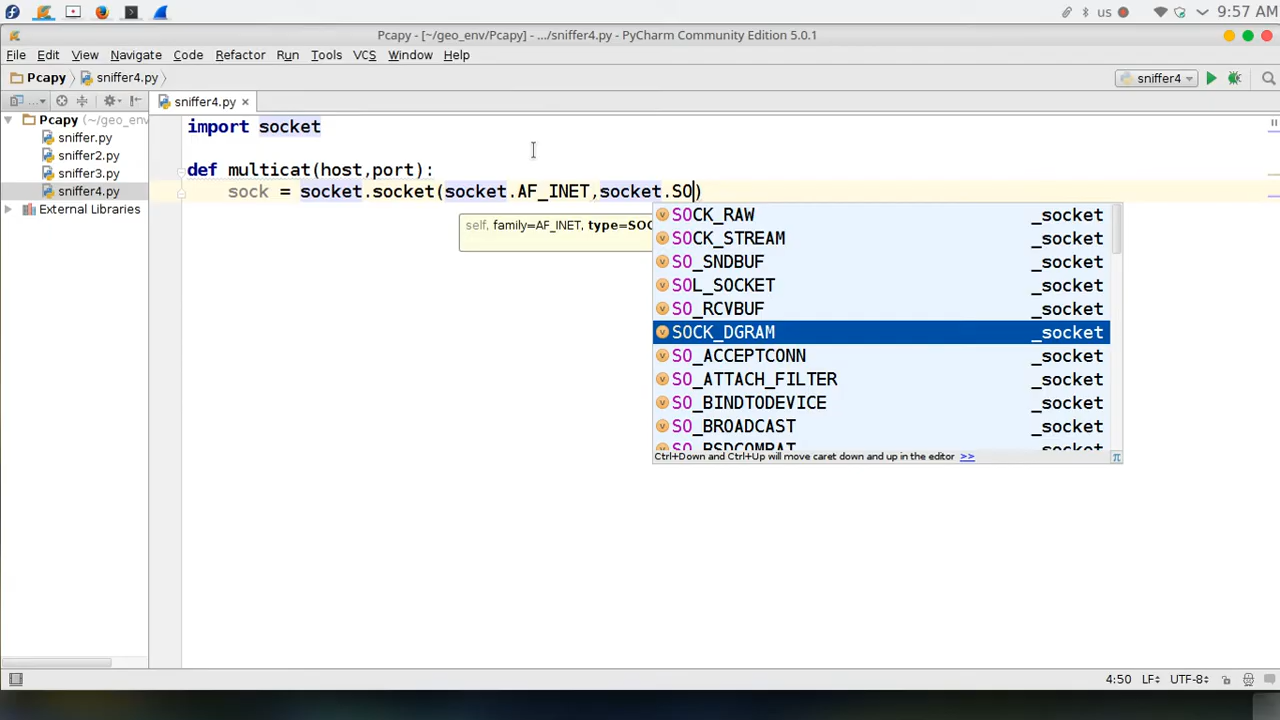 us
9:57 AM
Pcapy - [~/geo_env/Pcapy] - .../sniffer4.py - PyCharm Community Edition 5.0.1
File Edit View Navigate Code Refactor Run Tools VCS Window Help
Pcapy sniffer4.py sniffer4
... sniffer4.py
Pcapy (~/geo_env
sniffer.py
sniffer2.py
sniffer3.py
sniffer4.py
External Libraries
import socket
def multicat(host,port):
sock = socket.socket(socket.AF_INET,socket.SO)
self, family=AF_INET, type=SOC
SOCK_RAW _socket
SOCK_STREAM _socket
SO_SNDBUF _socket
SOL_SOCKET _socket
SO_RCVBUF _socket
SOCK_DGRAM _socket
SO_ACCEPTCONN _socket
SO_ATTACH_FILTER _socket
SO_BINDTODEVICE _socket
SO_BROADCAST _socket
SO_BSDCOMPAT _socket
Ctrl+Down and Ctrl+Up will move caret down and up in the editor >> π
4:50 LF UTF-8